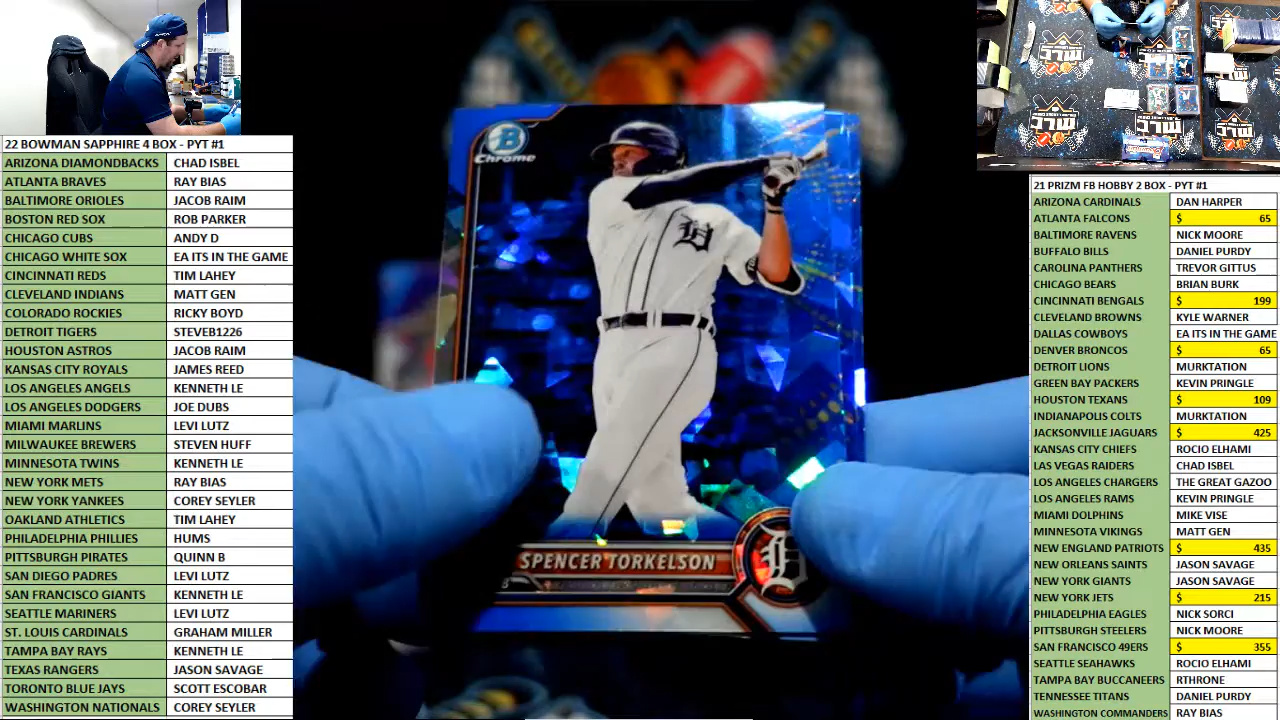 22 BOWMAN SAPPHIRE 4 BOX - PYT #1
ARIZONA DIAMONDBACKS CHAD ISBEL
ATLANTA BRAVES RAY BIAS
BALTIMORE ORIOLES JACOB RAIM
BOSTON RED SOX ROB PARKER
CHICAGO CUBS ANDY D
CHICAGO WHITE SOX EA ITS IN THE GAME
CINCINNATI REDS TIM LAHEY
CLEVELAND INDIANS MATT GEN
COLORADO ROCKIES RICKY BOYD
DETROIT TIGERS STEVEB1226
HOUSTON ASTROS JACOB RAIM
KANSAS CITY ROYALS JAMES REED
LOS ANGELES ANGELS KENNETH LE
LOS ANGELES DODGERS JOE DUBS
MIAMI MARLINS LEVI LUTZ
MILWAUKEE BREWERS STEVEN HUFF
MINNESOTA TWINS KENNETH LE
NEW YORK METS RAY BIAS
NEW YORK YANKEES COREY SEYLER
OAKLAND ATHLETICS TIM LAHEY
PHILADELPHIA PHILLIES HUMS
PITTSBURGH PIRATES QUINN B
SAN DIEGO PADRES LEVI LUTZ
SAN FRANCISCO GIANTS KENNETH LE
SEATTLE MARINERS LEVI LUTZ
ST. LOUIS CARDINALS GRAHAM MILLER
TAMPA BAY RAYS KENNETH LE
TEXAS RANGERS JASON SAVAGE
TORONTO BLUE JAYS SCOTT ESCOBAR
WASHINGTON NATIONALS COREY SEYLER
B
Chrome
D
SPENCER TORKELSON
D
21 PRIZM FB HOBBY 2 BOX - PYT #1
ARIZONA CARDINALS DAN HARPER
ATLANTA FALCONS $ 65
BALTIMORE RAVENS NICK MOORE
BUFFALO BILLS DANIEL PURDY
CAROLINA PANTHERS TREVOR GITTUS
CHICAGO BEARS BRIAN BURK
CINCINNATI BENGALS $ 199
CLEVELAND BROWNS KYLE WARNER
DALLAS COWBOYS EA ITS IN THE GAME
DENVER BRONCOS $ 65
DETROIT LIONS MURKTATION
GREEN BAY PACKERS KEVIN PRINGLE
HOUSTON TEXANS $ 109
INDIANAPOLIS COLTS MURKTATION
JACKSONVILLE JAGUARS $ 425
KANSAS CITY CHIEFS ROCIO ELHAMI
LAS VEGAS RAIDERS CHAD ISBEL
LOS ANGELES CHARGERS THE GREAT GAZOO
LOS ANGELES RAMS KEVIN PRINGLE
MIAMI DOLPHINS MIKE VISE
MINNESOTA VIKINGS MATT GEN
NEW ENGLAND PATRIOTS $ 435
NEW ORLEANS SAINTS JASON SAVAGE
NEW YORK GIANTS JASON SAVAGE
NEW YORK JETS $ 215
PHILADELPHIA EAGLES NICK SORCI
PITTSBURGH STEELERS NICK MOORE
SAN FRANCISCO 49ERS $ 355
SEATTLE SEAHAWKS ROCIO ELHAMI
TAMPA BAY BUCCANEERS RTHRONE
TENNESSEE TITANS DANIEL PURDY
WASHINGTON COMMANDERS RAY BIAS